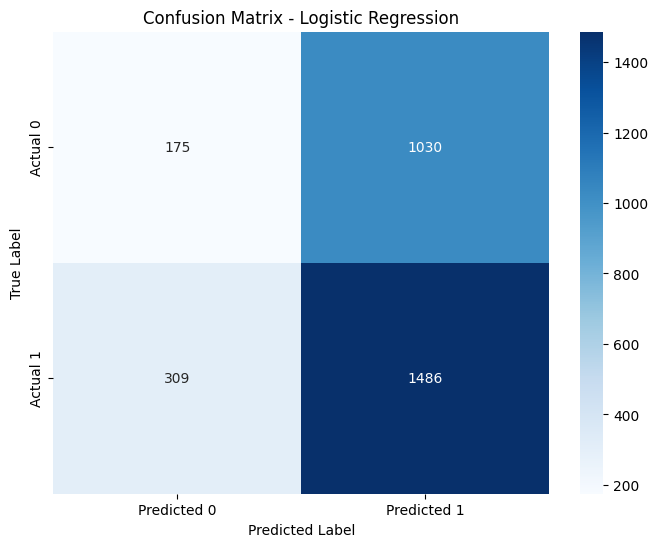 Confusion Matrix - Logistic Regression
True Label
Actual 0
Actual 1
175
1030
309
1486
Predicted 0
Predicted 1
Predicted Label
1400
1200
1000
800
600
400
200